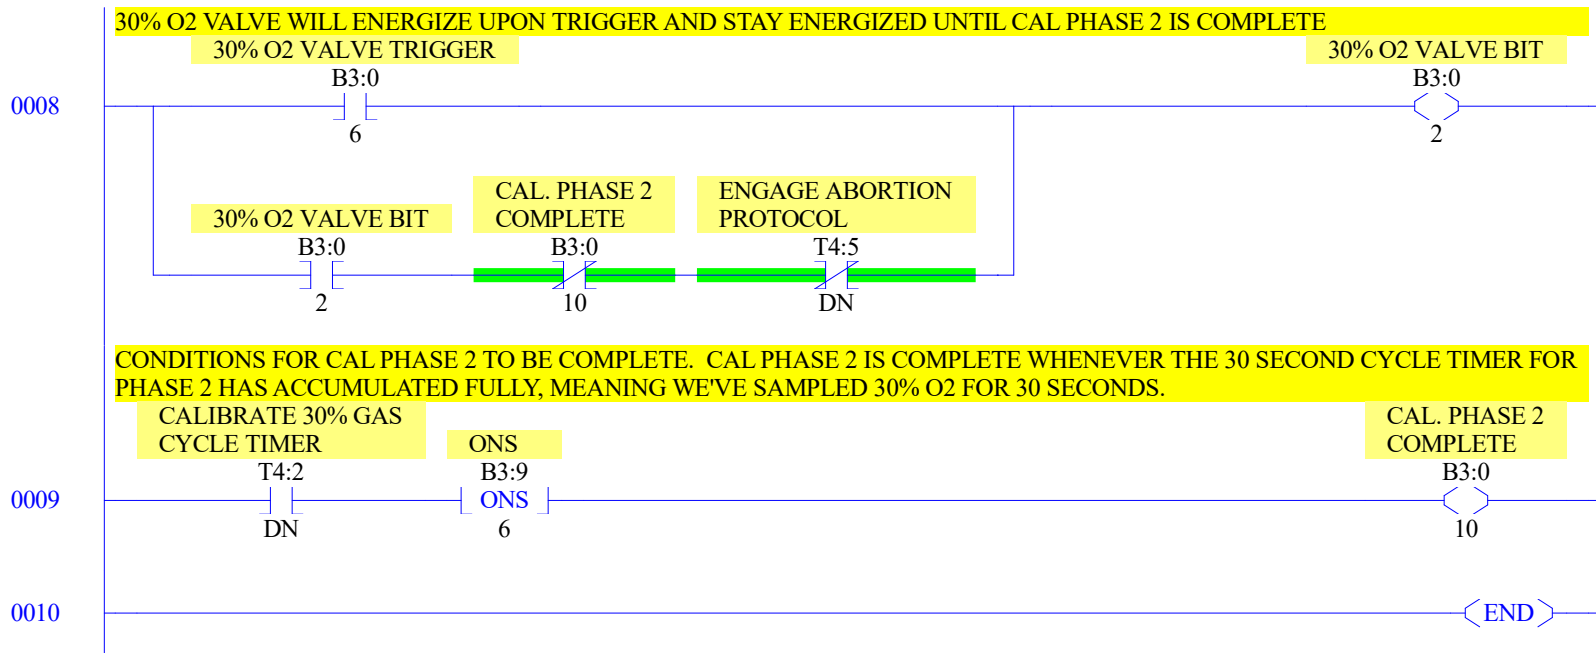 30% O2 VALVE WILL ENERGIZE UPON TRIGGER AND STAY ENERGIZED UNTIL CAL PHASE 2 IS COMPLETE
30% O2 VALVE TRIGGER
30% O2 VALVE BIT
B3:0
B3:0
0008
6
2
CAL. PHASE 2
ENGAGE ABORTION
30% O2 VALVE BIT
COMPLETE
PROTOCOL
B3:0
B3:0
T4:5
2
10
DN
CONDITIONS FOR CAL PHASE 2 TO BE COMPLETE. CAL PHASE 2 IS COMPLETE WHENEVER THE 30 SECOND CYCLE TIMER FOR
PHASE 2 HAS ACCUMULATED FULLY, MEANING WE'VE SAMPLED 30% O2 FOR 30 SECONDS.
CALIBRATE 30% GAS
CAL. PHASE 2
CYCLE TIMER
ONS
COMPLETE
T4:2
B3:9
B3:0
0009
ONS
DN
6
10
0010
END